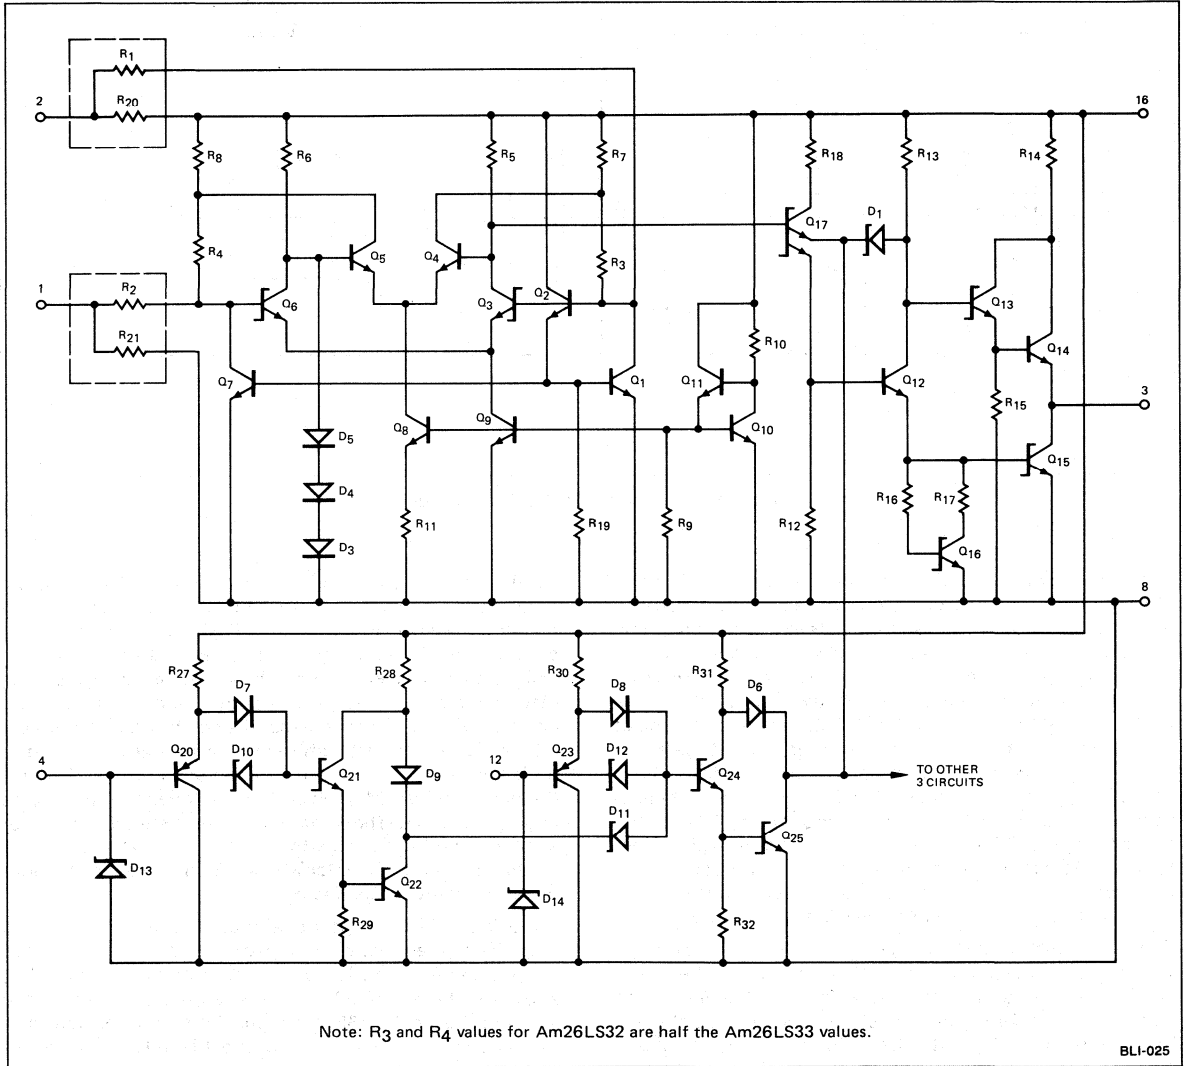 R1
2
R20
16
R8
R6
R5
R7
R18
R13
R14
D1
Q17
R4
Q5
Q4
R3
1
R2
Q6
Q3
Q2
Q13
R21
R10
Q14
Q7
Q1
Q11
Q12
R15
3
D5
Q8
Q9
Q10
Q15
D4
R16
R17
R11
R19
R9
R12
D3
Q16
8
R27
R28
R30
R31
D7
D8
D6
Q20
D10
Q23
D12
4
Q21
D9
12
Q24
TO OTHER
3 CIRCUITS
D11
Q25
D13
Q22
D14
R29
R32
Note: R3 and R4 values for Am26LS32 are half the Am26LS33 values.
BLI-025